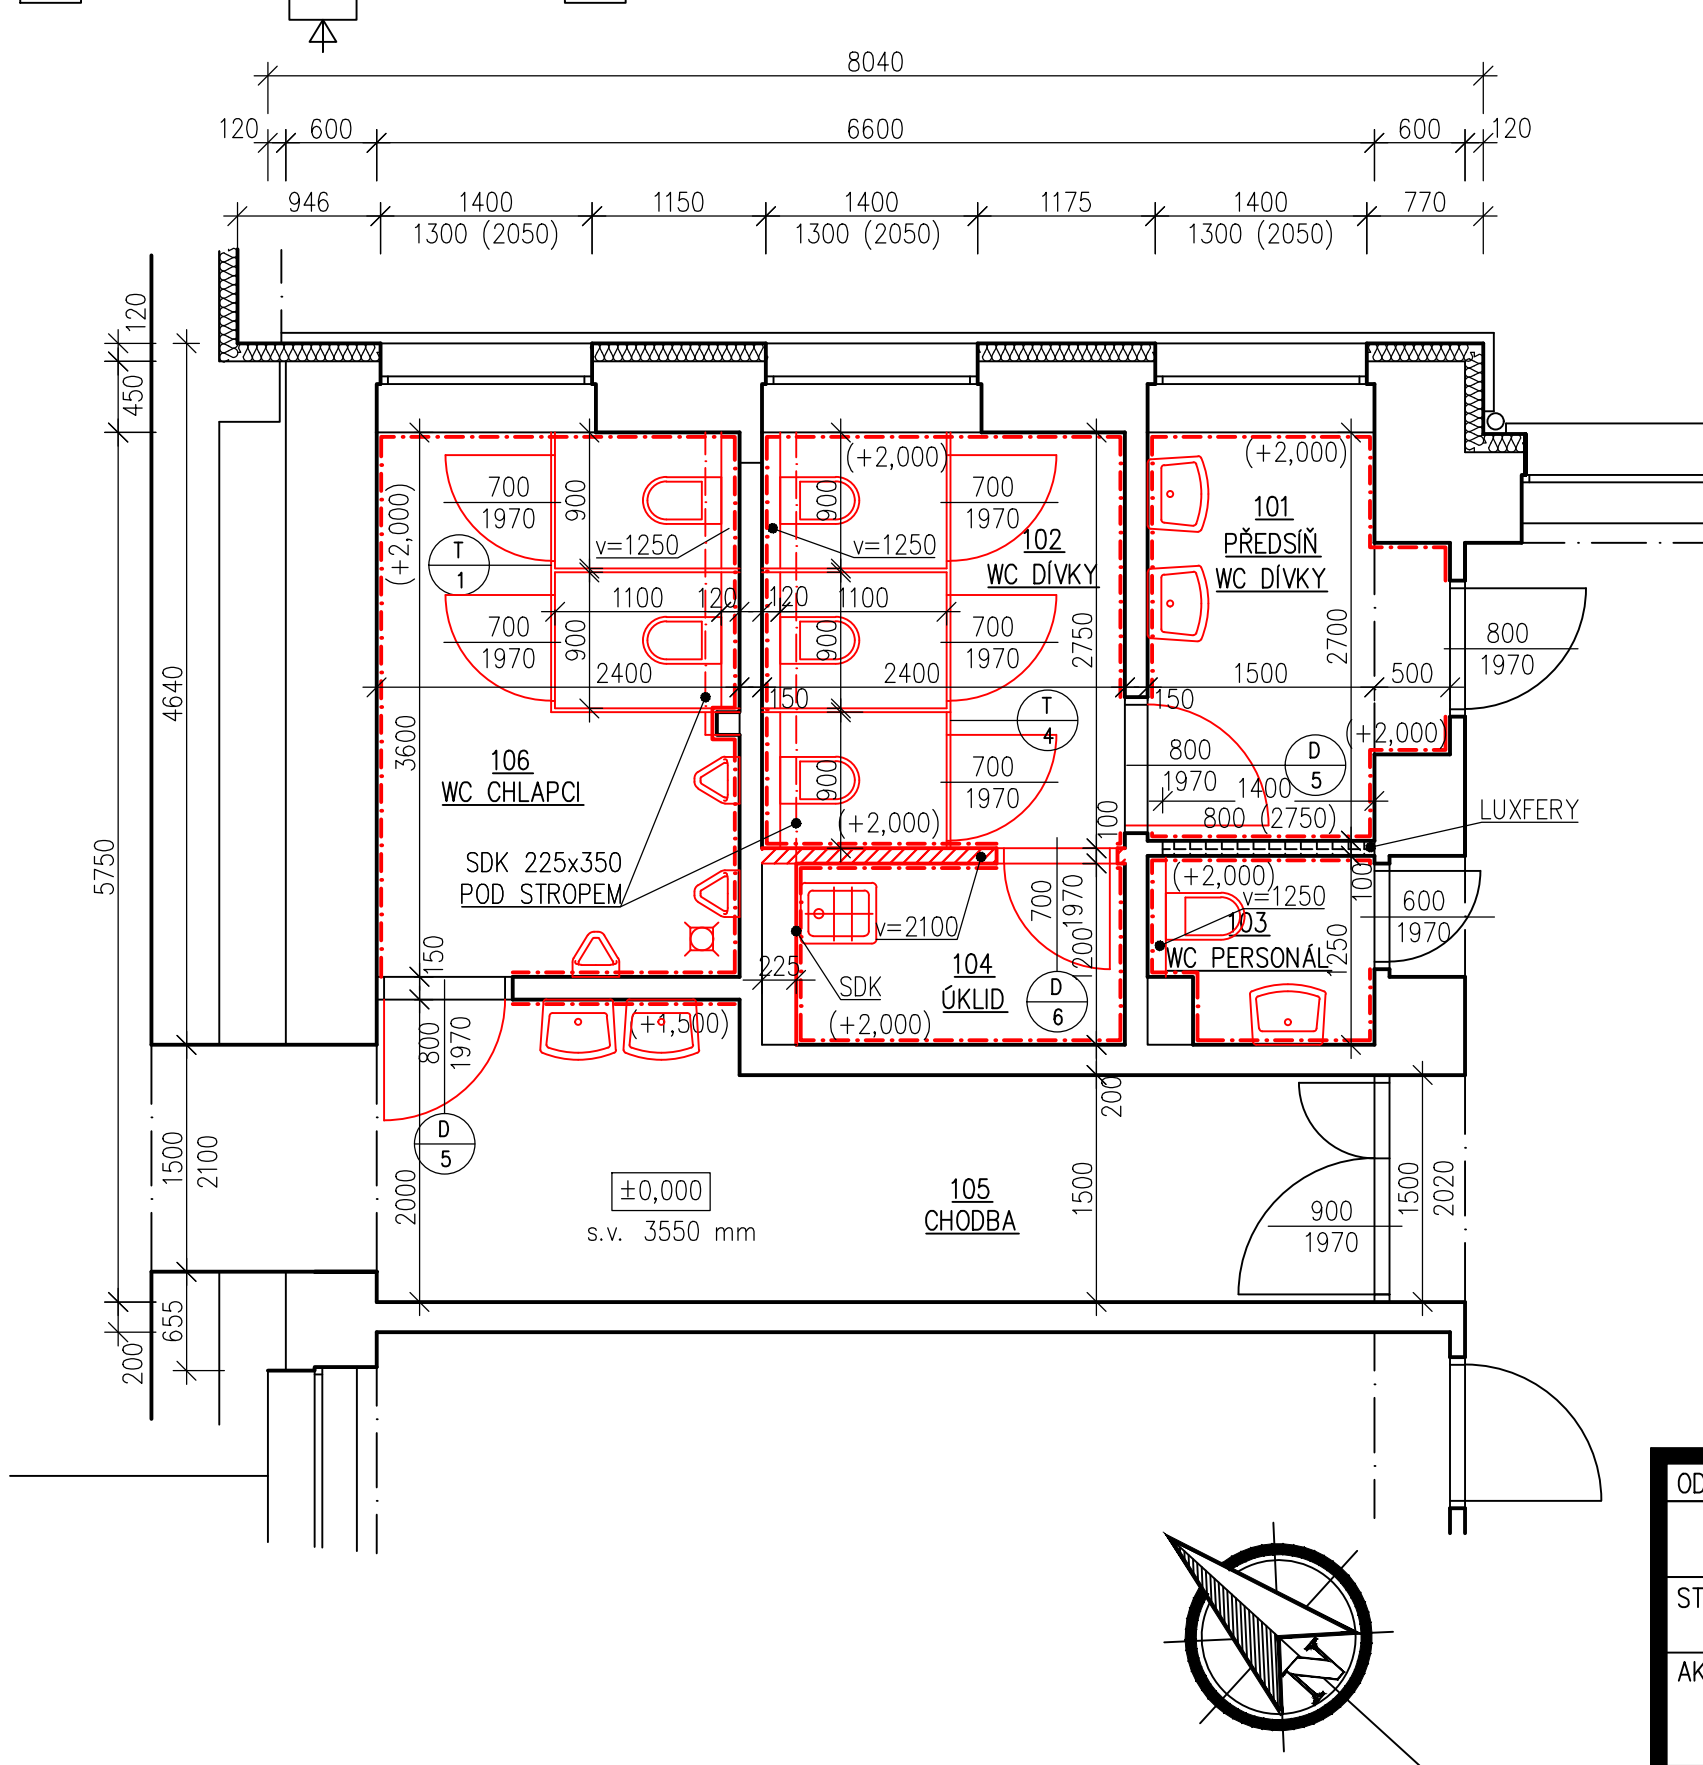 8040
120 600 6600 600 120
946 1400 1150 1400 1175 1400 770
1300 (2050) 1300 (2050) 1300 (2050)
120
450
4640
5750
1500
2100
655
200
(+2,000)
700
1970
900
v=1250
T
1
1100
120
700
1970
900
2400
3600
106
WC CHLAPCI
SDK 225x350
POD STROPEM
150
(+2,000)
900
700
1970
v=1250
102
WC DÍVKY
120
1100
900
700
1970
2750
150
2400
T
4
900
700
1970
(+2,000)
100
(+2,000)
101
PŘEDSÍŇ
WC DÍVKY
2700
1500
500
150
800
1970
(+2,000)
800
1970
D
5
1400
800 (2750)
LUXFERY
(+2,000)
100
v=1250
103
WC PERSONÁL
1250
600
1970
v=2100
700
1970
1200
104
ÚKLID
225
SDK
(+2,000)
D
6
(+1,500)
800
1970
D
5
2000
±0,000
s.v. 3550 mm
105
CHODBA
200
1500
900
1970
1500
2020
N
OD
ST
AK